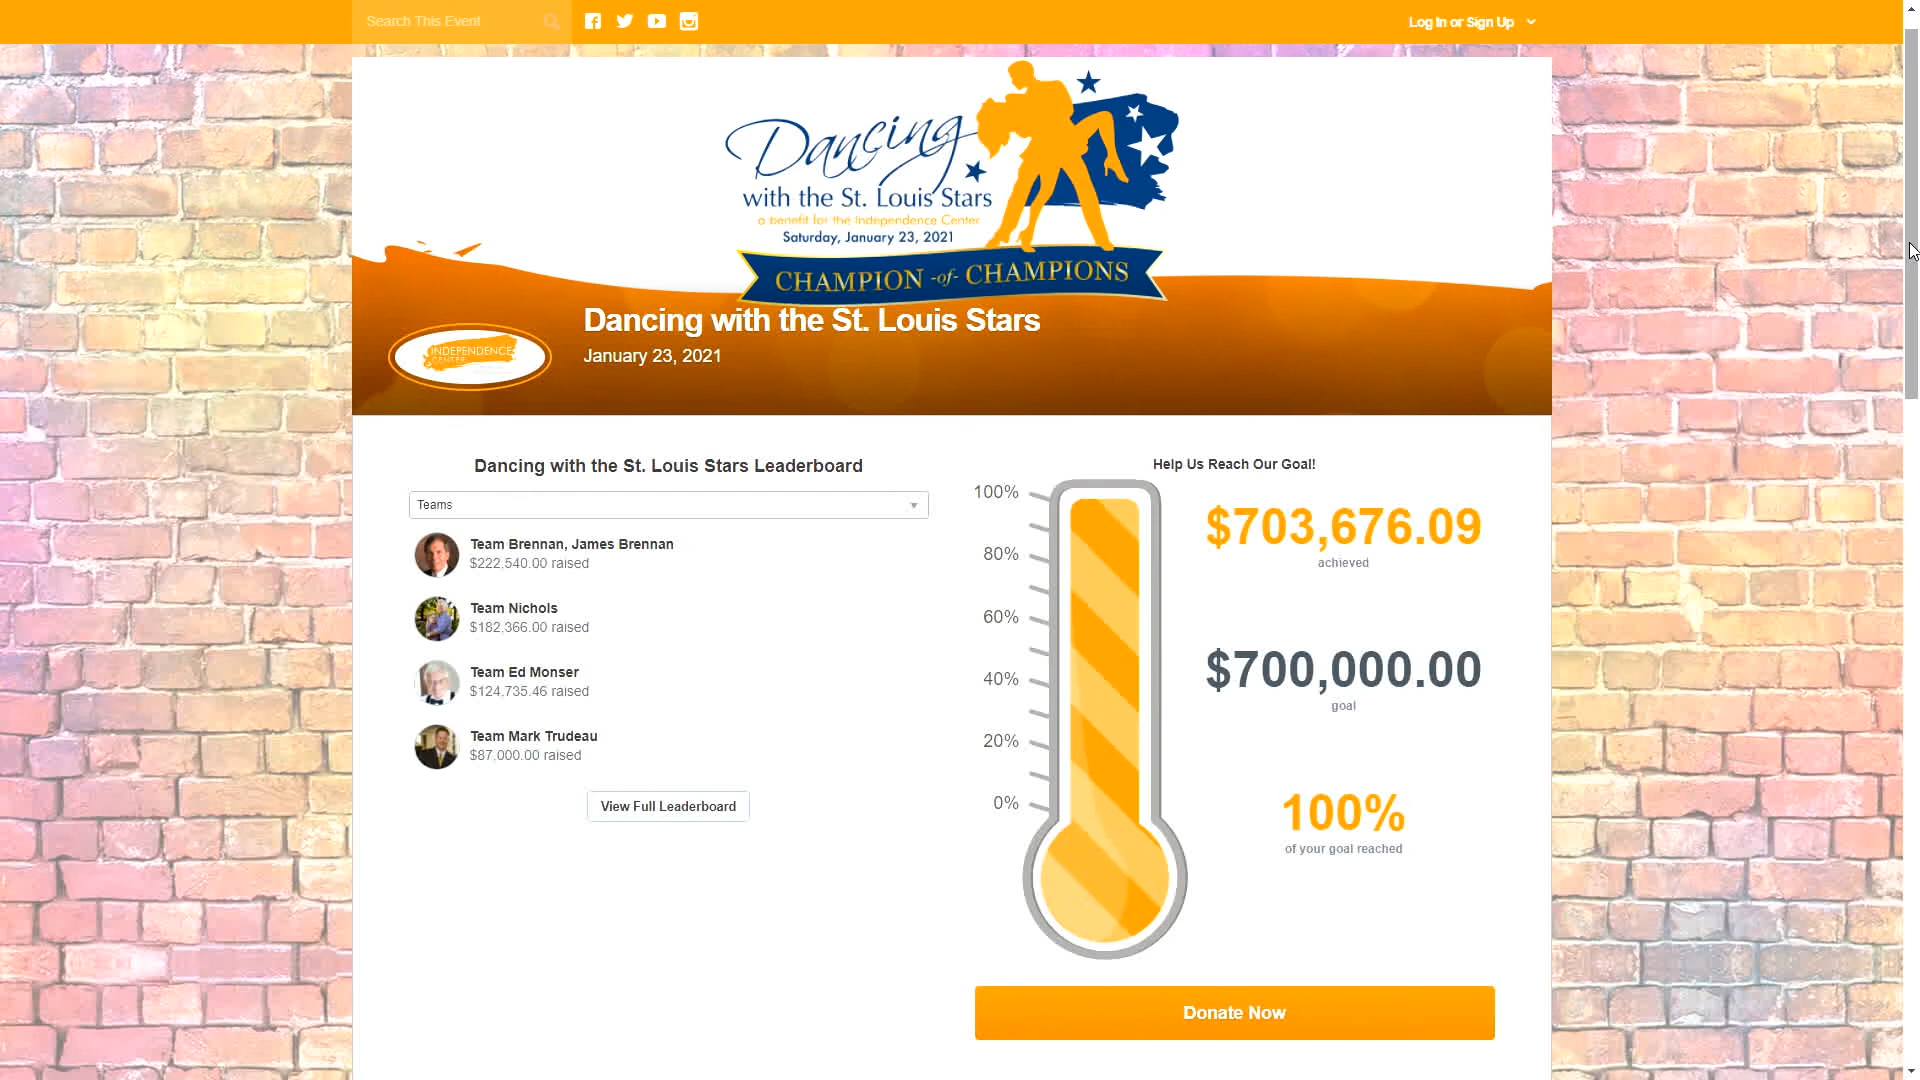 Search This Event
Log In or Sign Up
Dancing
with the St. Louis Stars
a benefit for the Independence Center
Saturday, January 23, 2021
CHAMPION -of- CHAMPIONS
Dancing with the St. Louis Stars
January 23, 2021
INDEPENDENCE
CENTER
Dancing with the St. Louis Stars Leaderboard
Teams
Team Brennan, James Brennan
$222,540.00 raised
Team Nichols
$182,366.00 raised
Team Ed Monser
$124,735.46 raised
Team Mark Trudeau
$87,000.00 raised
View Full Leaderboard
Help Us Reach Our Goal!
100%
80%
60%
40%
20%
0%
$703,676.09
achieved
$700,000.00
goal
100%
of your goal reached
Donate Now